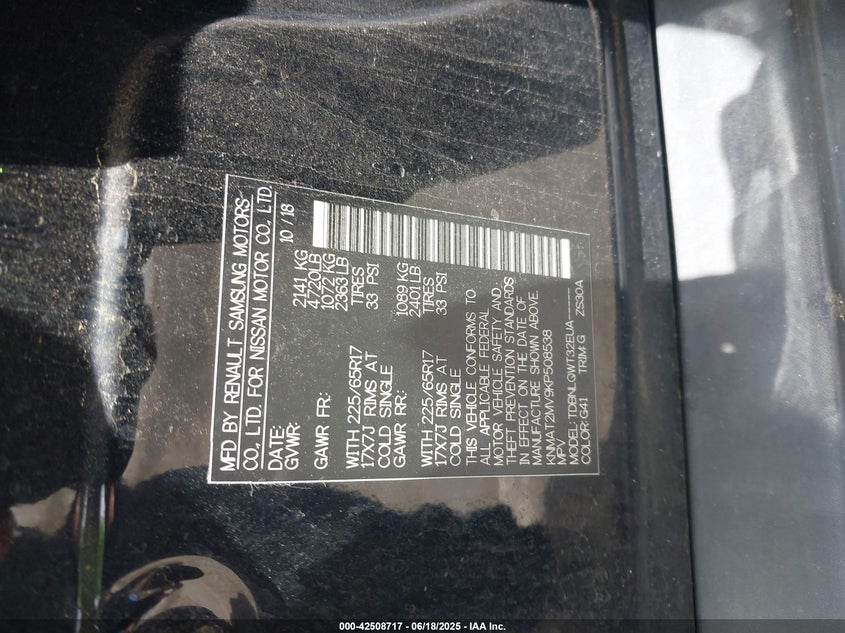 MFD BY RENAULT SAMSUNG MOTORS
CO., LTD. FOR NISSAN MOTOR CO., LTD.
DATE: 10/18
GVWR: 2141 KG
4720LB
GAWR FR: 1072 KG
2363 LB
WITH 225/65R17 TIRES
17X7J RIMS AT 33 PSI
COLD SINGLE
GAWR RR: 1089 KG
2401 LB
WITH 225/65R17 TIRES
17X7J RIMS AT 33 PSI
COLD SINGLE
THIS VEHICLE CONFORMS TO
ALL APPLICABLE FEDERAL
MOTOR VEHICLE SAFETY AND
THEFT PREVENTION STANDARDS
IN EFFECT ON THE DATE OF
MANUFACTURE SHOWN ABOVE.
KNMAT2MV9KP508538
MPV
MODEL: TDBNLGWT32EUA------
COLOR:G41 TRIM:G ZS30A
000-42508717 - 06/18/2025 - IAA Inc.